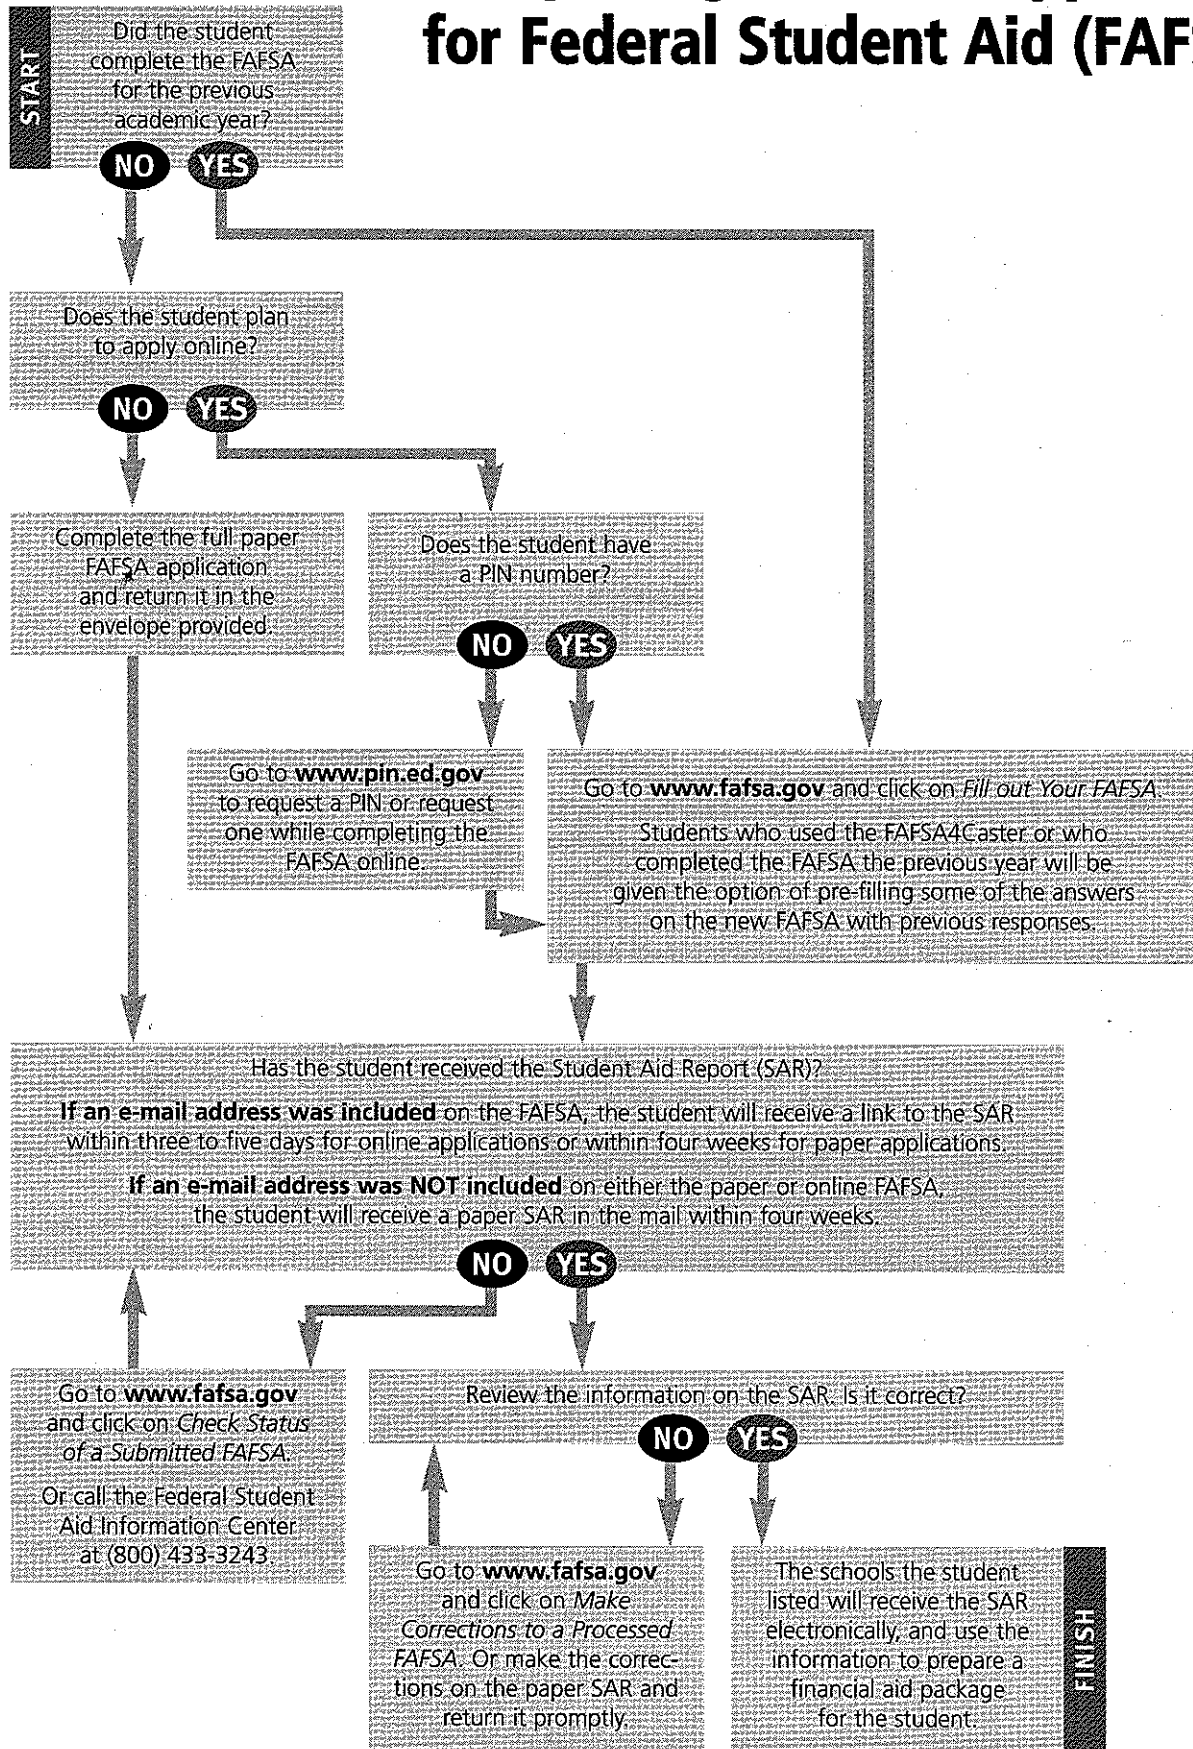 for Federal Student Aid (FAFS
START
Did the student
complete the FAFSA
for the previous
academic year?
NO YES
Does the student plan
to apply online?
NO YES
Complete the full paper
FAFSA application
and return it in the
envelope provided.
Does the student have
a PIN number?
NO YES
Go to www.pin.ed.gov
to request a PIN or request
one while completing the
FAFSA online.
Go to www.fafsa.gov and click on Fill out Your FAFSA.
Students who used the FAFSA4Caster or who
completed the FAFSA the previous year will be
given the option of pre-filling some of the answers
on the new FAFSA with previous responses.
Has the student received the Student Aid Report (SAR)?
If an e-mail address was included on the FAFSA, the student will receive a link to the SAR
within three to five days for online applications or within four weeks for paper applications.
If an e-mail address was NOT included on either the paper or online FAFSA,
the student will receive a paper SAR in the mail within four weeks.
NO YES
Go to www.fafsa.gov
and click on Check Status
of a Submitted FAFSA.
Or call the Federal Student
Aid Information Center
at (800) 433-3243.
Review the information on the SAR. Is it correct?
NO YES
Go to www.fafsa.gov
and click on Make
Corrections to a Processed
FAFSA. Or make the correc-
tions on the paper SAR and
return it promptly.
The schools the student
listed will receive the SAR
electronically, and use the
information to prepare a
financial aid package
for the student.
FINISH